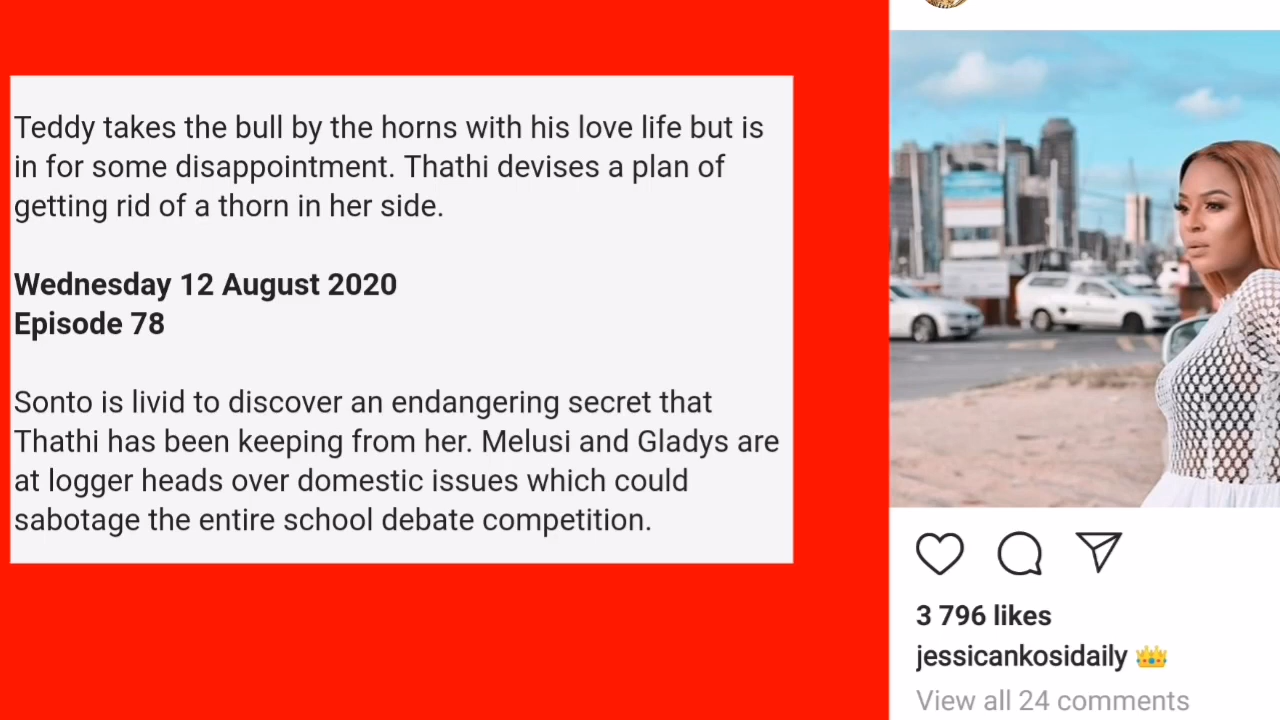 Teddy takes the bull by the horns with his love life but is
in for some disappointment. Thathi devises a plan of
getting rid of a thorn in her side.
Wednesday 12 August 2020
Episode 78
Sonto is livid to discover an endangering secret that
Thathi has been keeping from her. Melusi and Gladys are
at logger heads over domestic issues which could
sabotage the entire school debate competition.
3 796 likes
jessicankosidaily 👑
View all 24 comments